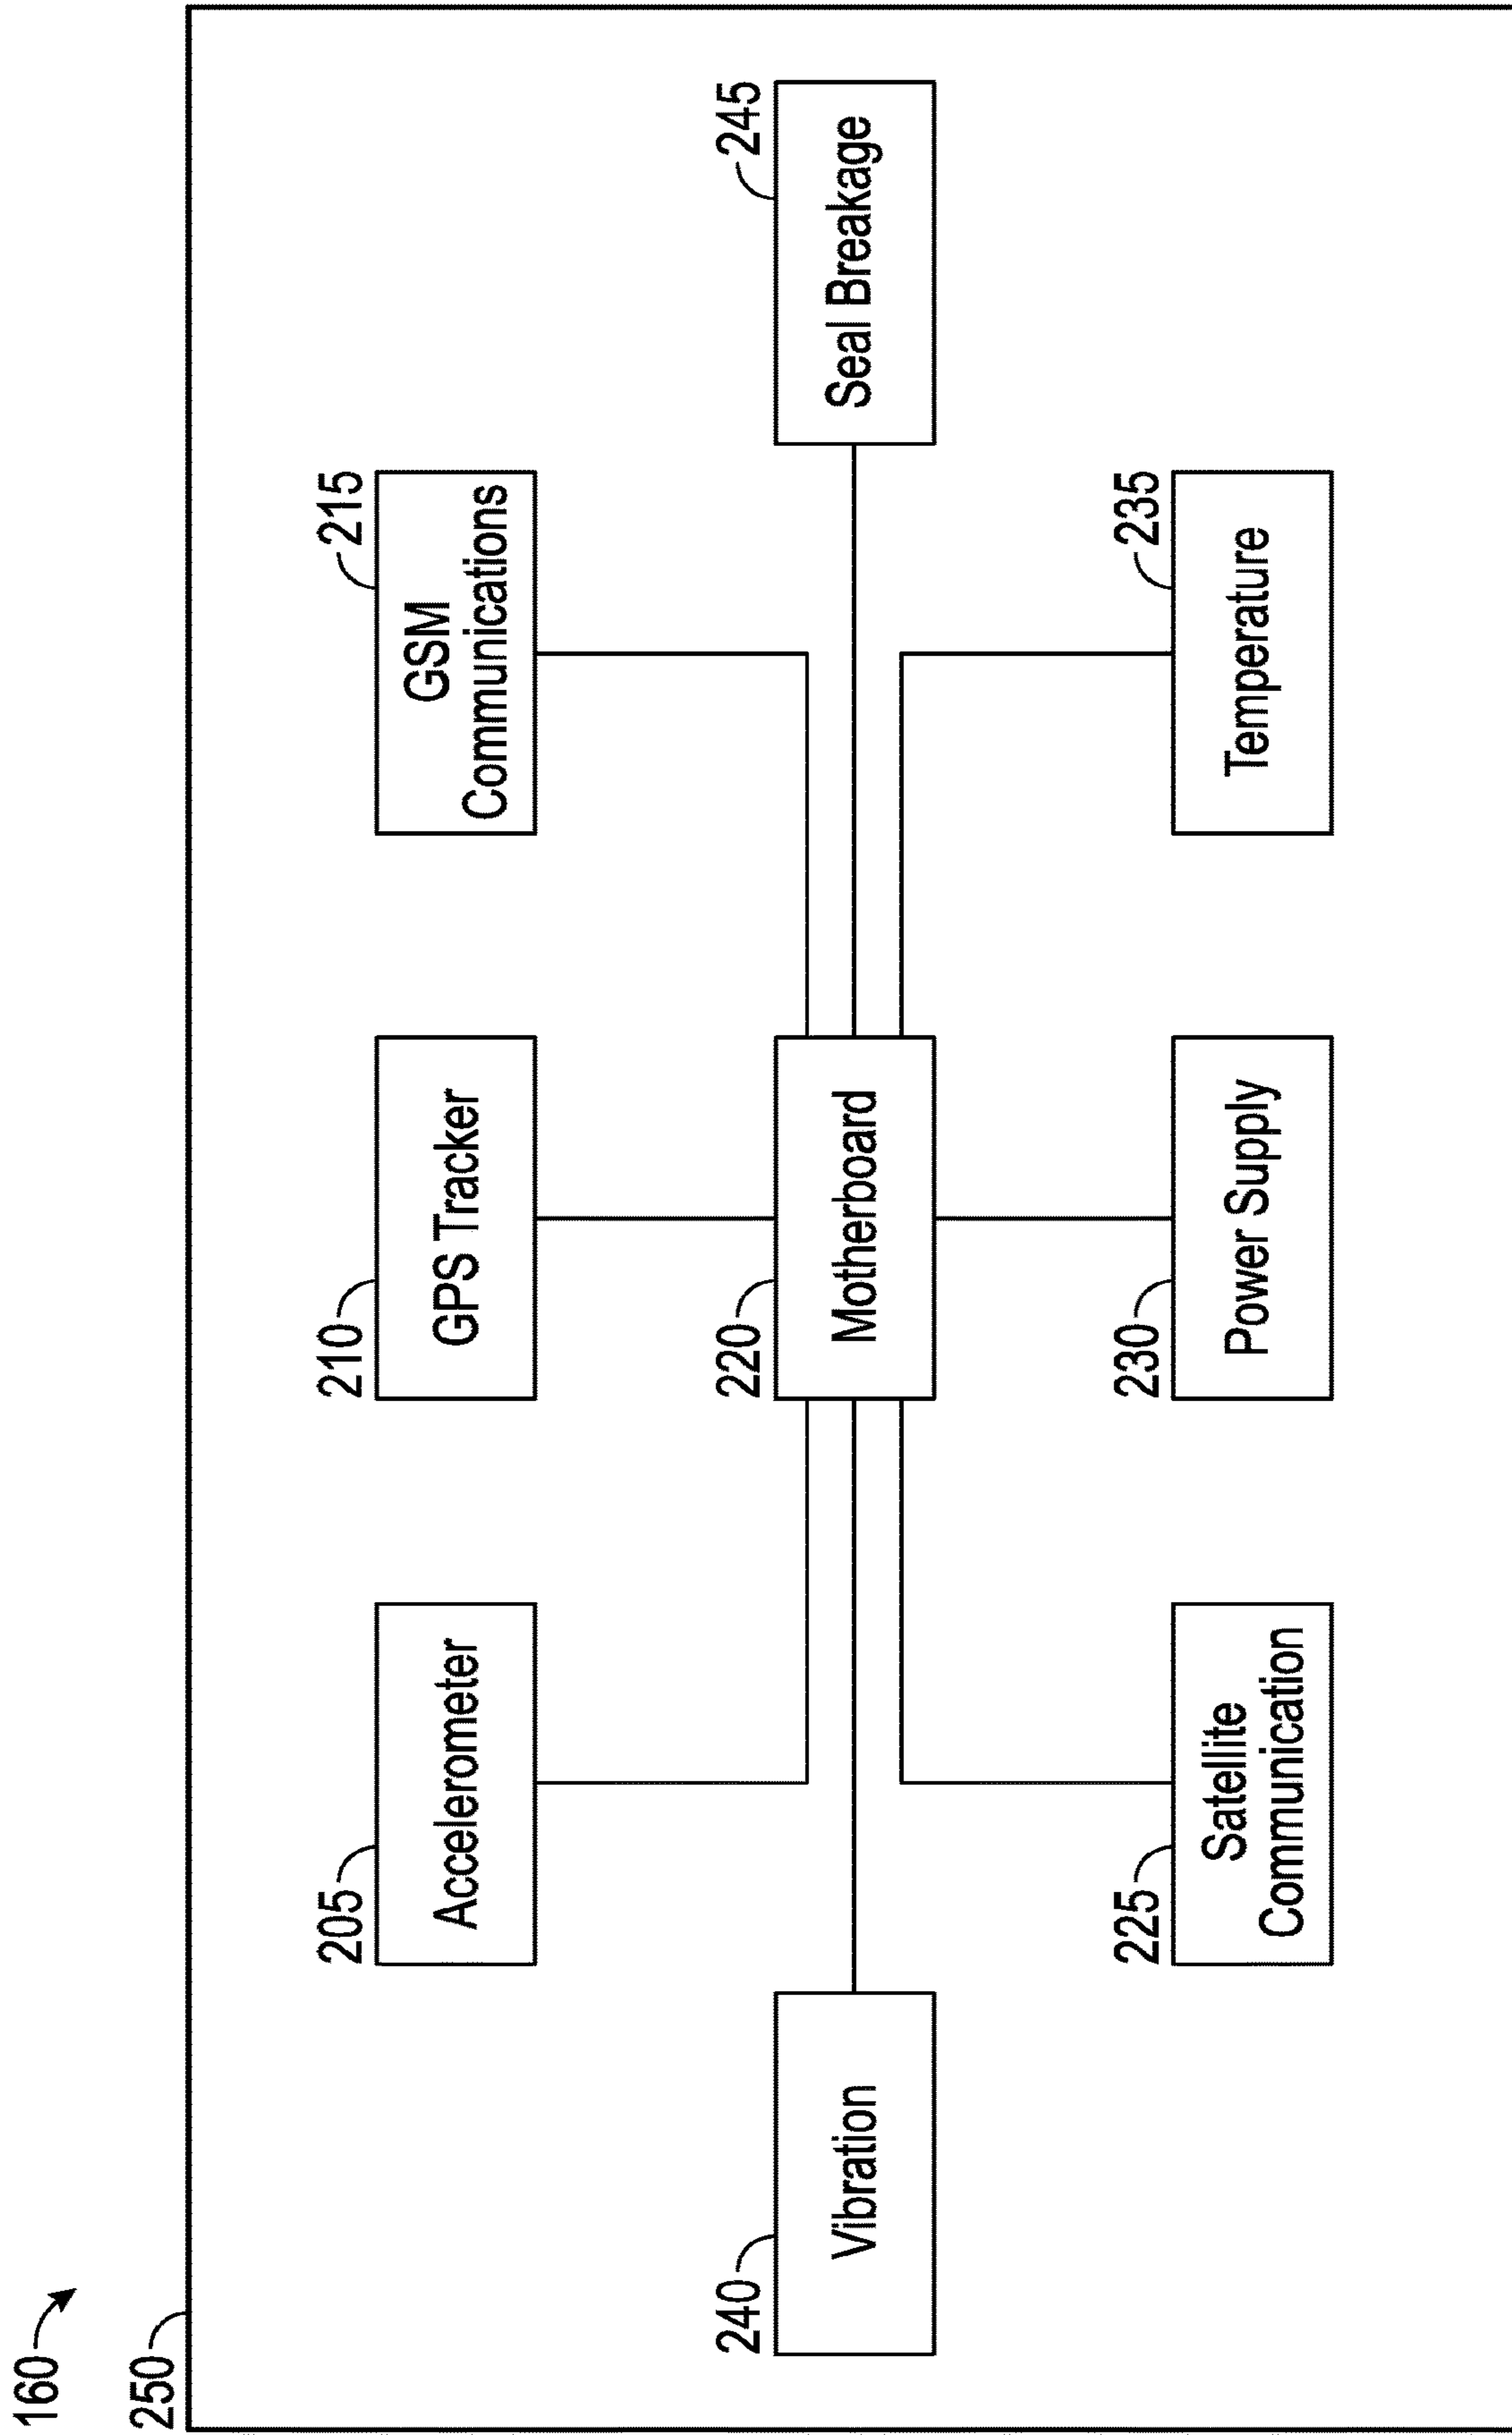 160
250
205
Accelerometer
210
GPS Tracker
215
GSM
Communications
240
Vibration
220
Motherboard
245
Seal Breakage
225
Satellite
Communication
230
Power Supply
235
Temperature